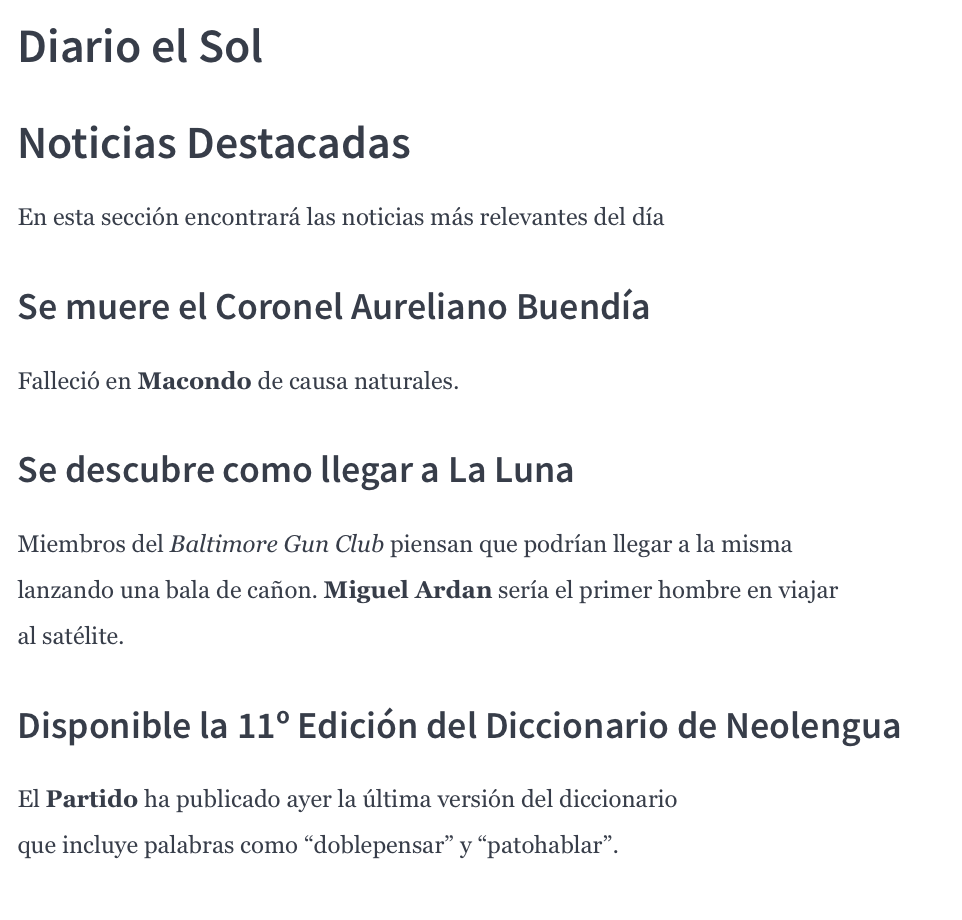 Diario el Sol
Noticias Destacadas
En esta sección encontrará las noticias más relevantes del día
Se muere el Coronel Aureliano Buendía
Falleció en Macondo de causa naturales.
Se descubre como llegar a La Luna
Miembros del Baltimore Gun Club piensan que podrían llegar a la misma
lanzando una bala de cañon. Miguel Ardan sería el primer hombre en viajar
al satélite.
Disponible la 11º Edición del Diccionario de Neolengua
El Partido ha publicado ayer la última versión del diccionario
que incluye palabras como “doblepensar” y “patohablar”.